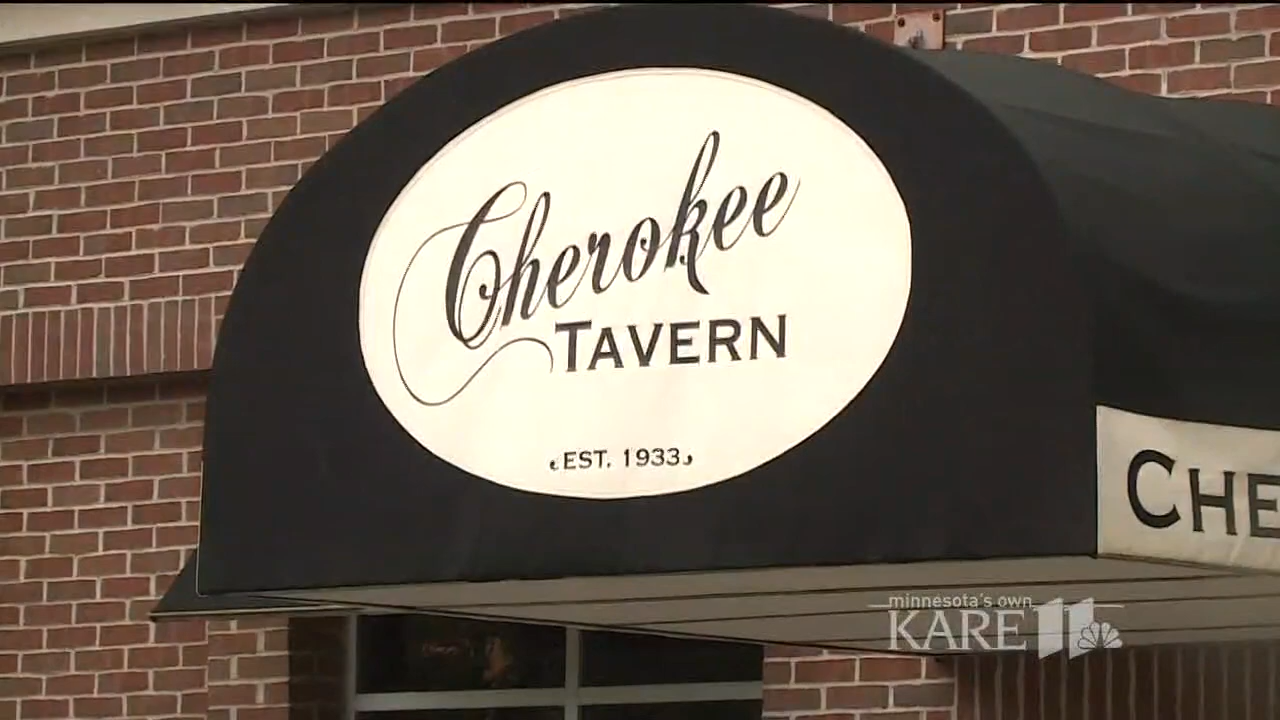 Cherokee
TAVERN
EST. 1933
CHE
minnesota's own
KARE 11